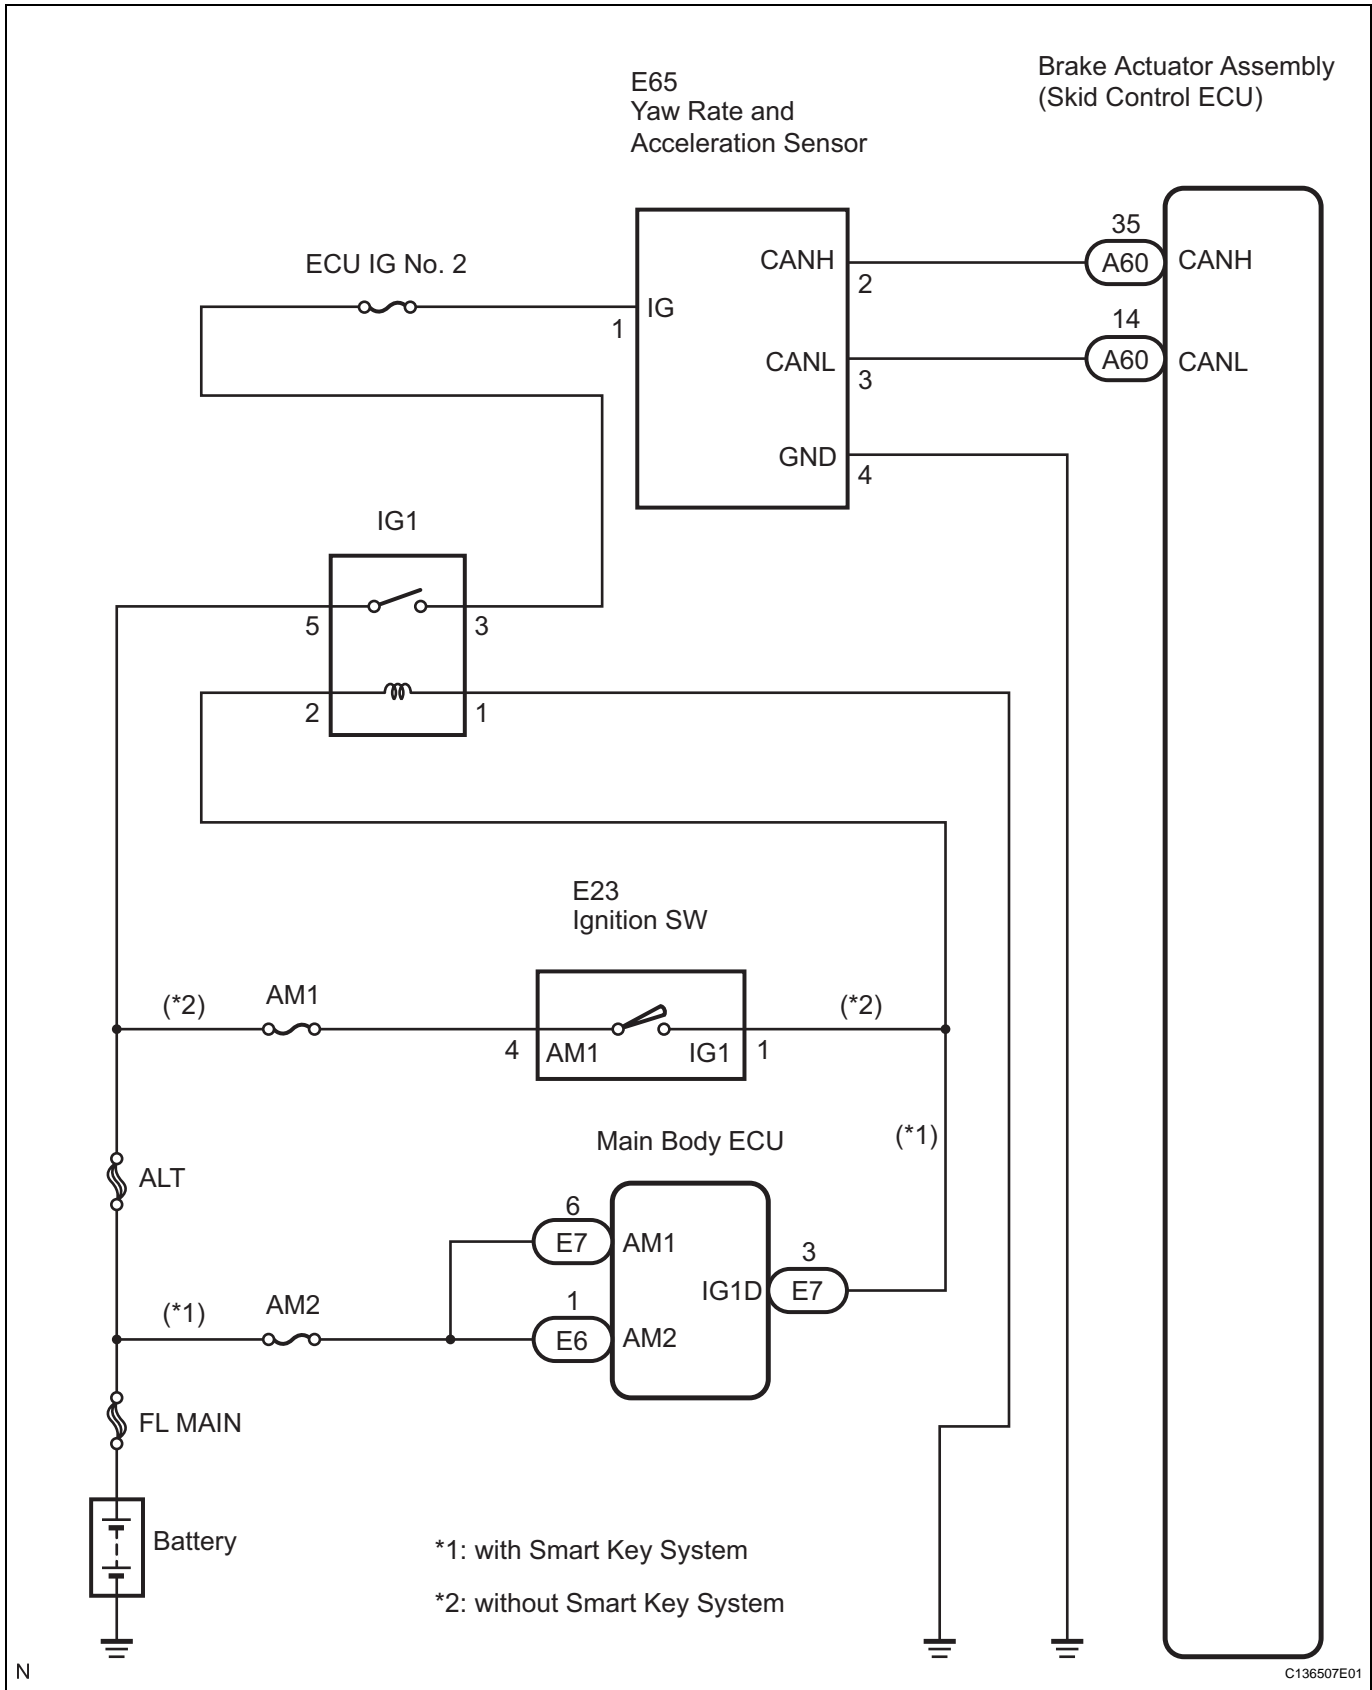 E65
Yaw Rate and
Acceleration Sensor
Brake Actuator Assembly
(Skid Control ECU)
ECU IG No. 2
1
IG
CANH
2
35
A60
CANH
CANL
3
14
A60
CANL
GND
4
IG1
5
3
2
1
E23
Ignition SW
(*2)
AM1
4
AM1
IG1
1
(*2)
(*1)
Main Body ECU
ALT
6
E7
AM1
IG1D
3
E7
(*1)
AM2
1
E6
AM2
FL MAIN
Battery
*1: with Smart Key System
*2: without Smart Key System
N
C136507E01